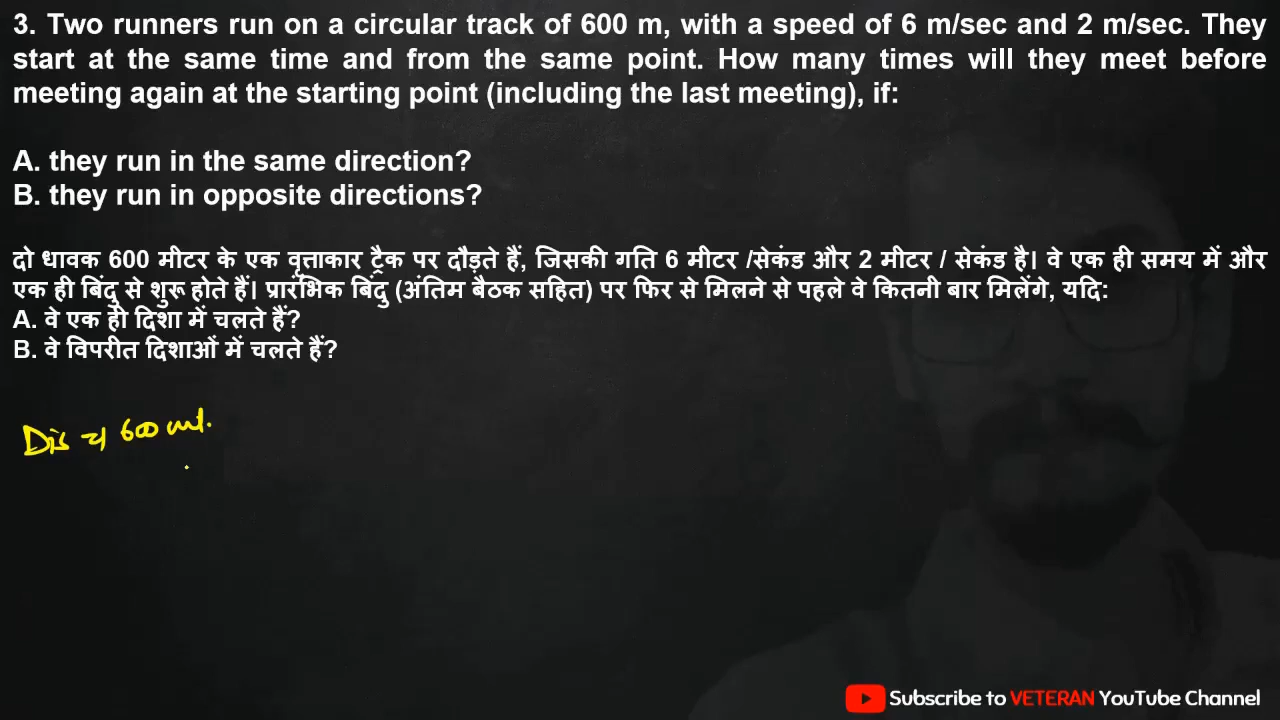 3. Two runners run on a circular track of 600 m, with a speed of 6 m/sec and 2 m/sec. They
start at the same time and from the same point. How many times will they meet before
meeting again at the starting point (including the last meeting), if:
A. they run in the same direction?
B. they run in opposite directions?
दो धावक 600 मीटर के एक वृत्ताकार ट्रैक पर दौड़ते हैं, जिसकी गति 6 मीटर /सेकंड और 2 मीटर / सेकंड है। वे एक ही समय में और
एक ही बिंदु से शुरू होते हैं। प्रारंभिक बिंदु (अंतिम बैठक सहित) पर फिर से मिलने से पहले वे कितनी बार मिलेंगे, यदि:
A. वे एक ही दिशा में चलते हैं?
B. वे विपरीत दिशाओं में चलते हैं?
Dis 600
Subscribe to VETERAN YouTube Channel